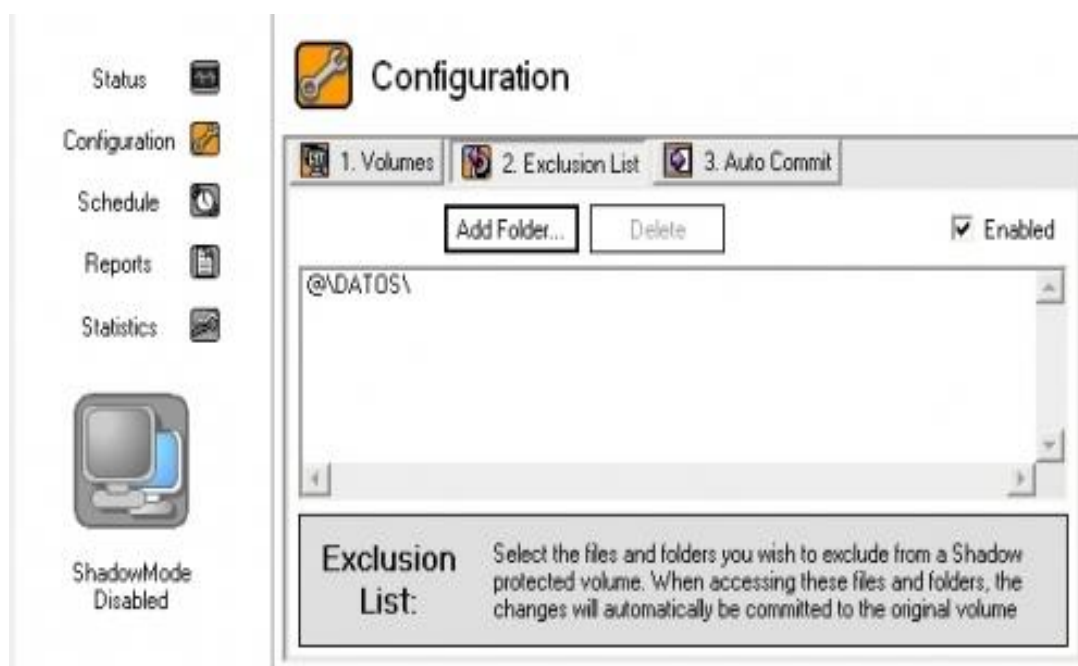 Status
Configuration
Schedule
Reports
Statistics
ShadowMode
Disabled
Configuration
1. Volumes
2. Exclusion List
3. Auto Commit
Add Folder...
Delete
Enabled
@\DATOS\
Exclusion
List:
Select the files and folders you wish to exclude from a Shadow
protected volume. When accessing these files and folders, the
changes will automatically be committed to the original volume